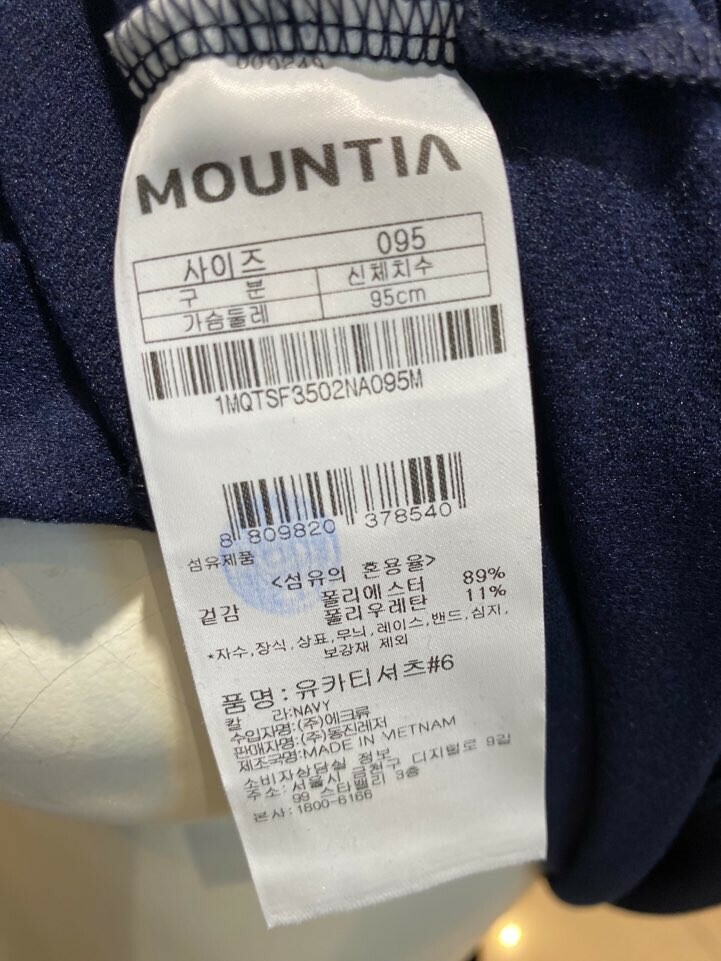 000249
MOUNTIA
사이즈 095
구 분 신체치수
가슴둘레 95cm
1MQTSF3502NA095M
8 809820 378540
섬유제품
<섬유의 혼용율>
겉감 폴리에스터 89%
폴리우레탄 11%
*자수,장식,상표,무늬,레이스,밴드,심지,
보강재 제외
품명:유카티셔츠#6
칼 라:NAVY
수입자명:(주)에크류
판매자명:(주)동진레저
제조국명:MADE IN VIETNAM
소비자상담실 정보
주소:서울시 금천구 디지털로 9길
99 스타밸리 3층
본사:1600-6166